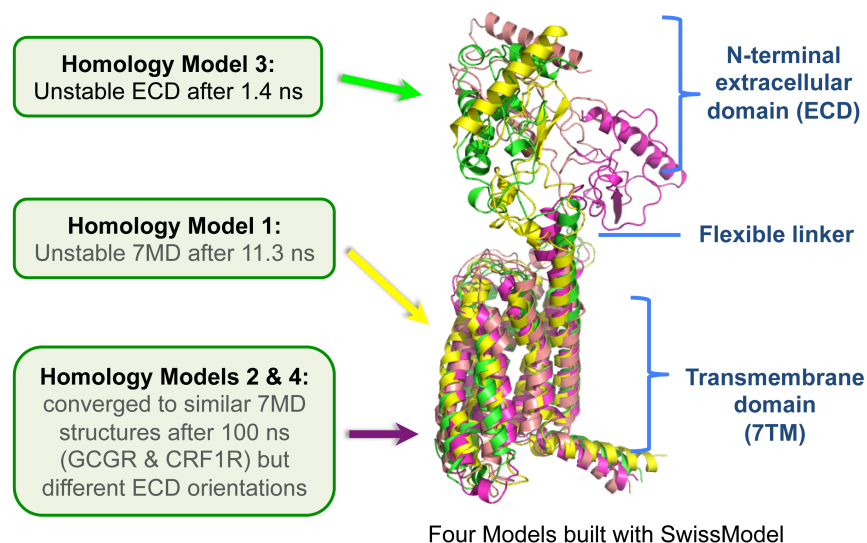 Homology Model 3:
Unstable ECD after 1.4 ns
N-terminal
extracellular
domain (ECD)
Homology Model 1:
Unstable 7MD after 11.3 ns
Flexible linker
Homology Models 2 & 4:
converged to similar 7MD
structures after 100 ns
(GCGR & CRF1R) but
different ECD orientations
Transmembrane
domain
(7TM)
Four Models built with SwissModel